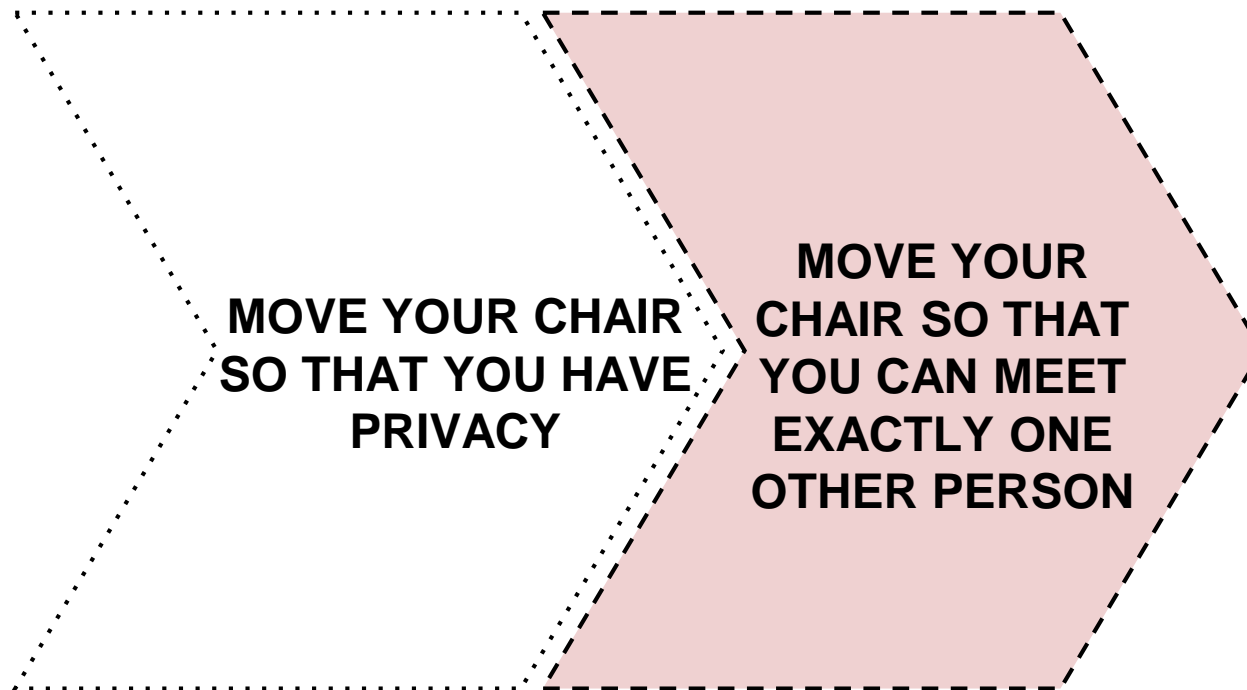 MOVE YOUR CHAIR
SO THAT YOU HAVE
PRIVACY
MOVE YOUR
CHAIR SO THAT
YOU CAN MEET
EXACTLY ONE
OTHER PERSON